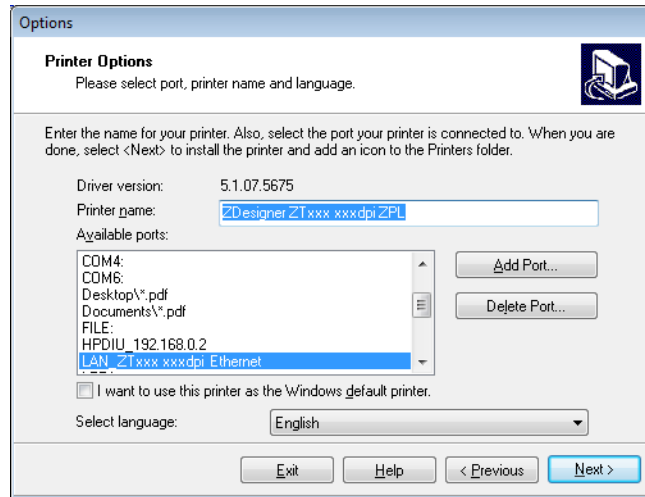 Options
Printer Options
Please select port, printer name and language.
Enter the name for your printer. Also, select the port your printer is connected to. When you are
done, select <Next> to install the printer and add an icon to the Printers folder.
Driver version: 5.1.07.5675
Printer name: ZDesigner ZTxxx xxxdpi ZPL
Available ports:
COM4:
COM6:
Desktop\*.pdf
Documents\*.pdf
FILE:
HPDIU_192.168.0.2
LAN_ZTxxx xxxdpi Ethernet
Add Port...
Delete Port...
I want to use this printer as the Windows default printer.
Select language: English
Exit Help < Previous Next >